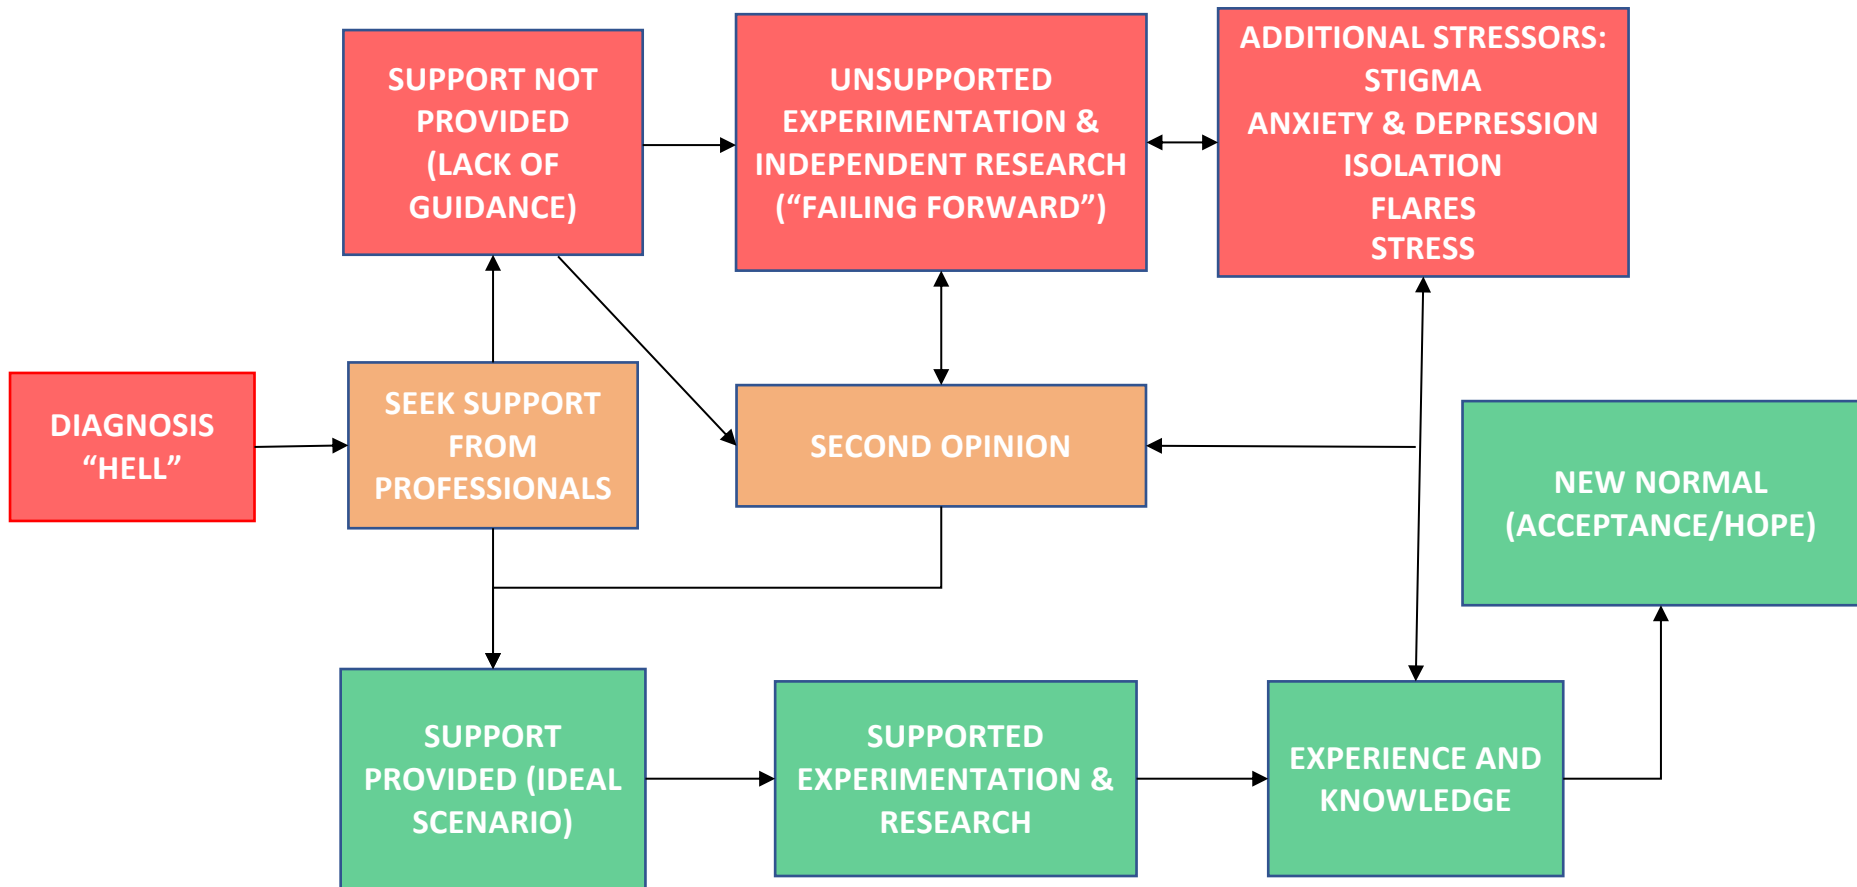 SUPPORT NOT
PROVIDED
(LACK OF
GUIDANCE)
UNSUPPORTED
EXPERIMENTATION &
INDEPENDENT RESEARCH
(“FAILING FORWARD”)
ADDITIONAL STRESSORS:
STIGMA
ANXIETY & DEPRESSION
ISOLATION
FLARES
STRESS
DIAGNOSIS
“HELL”
SEEK SUPPORT
FROM
PROFESSIONALS
SECOND OPINION
NEW NORMAL
(ACCEPTANCE/HOPE)
SUPPORT
PROVIDED (IDEAL
SCENARIO)
SUPPORTED
EXPERIMENTATION &
RESEARCH
EXPERIENCE AND
KNOWLEDGE